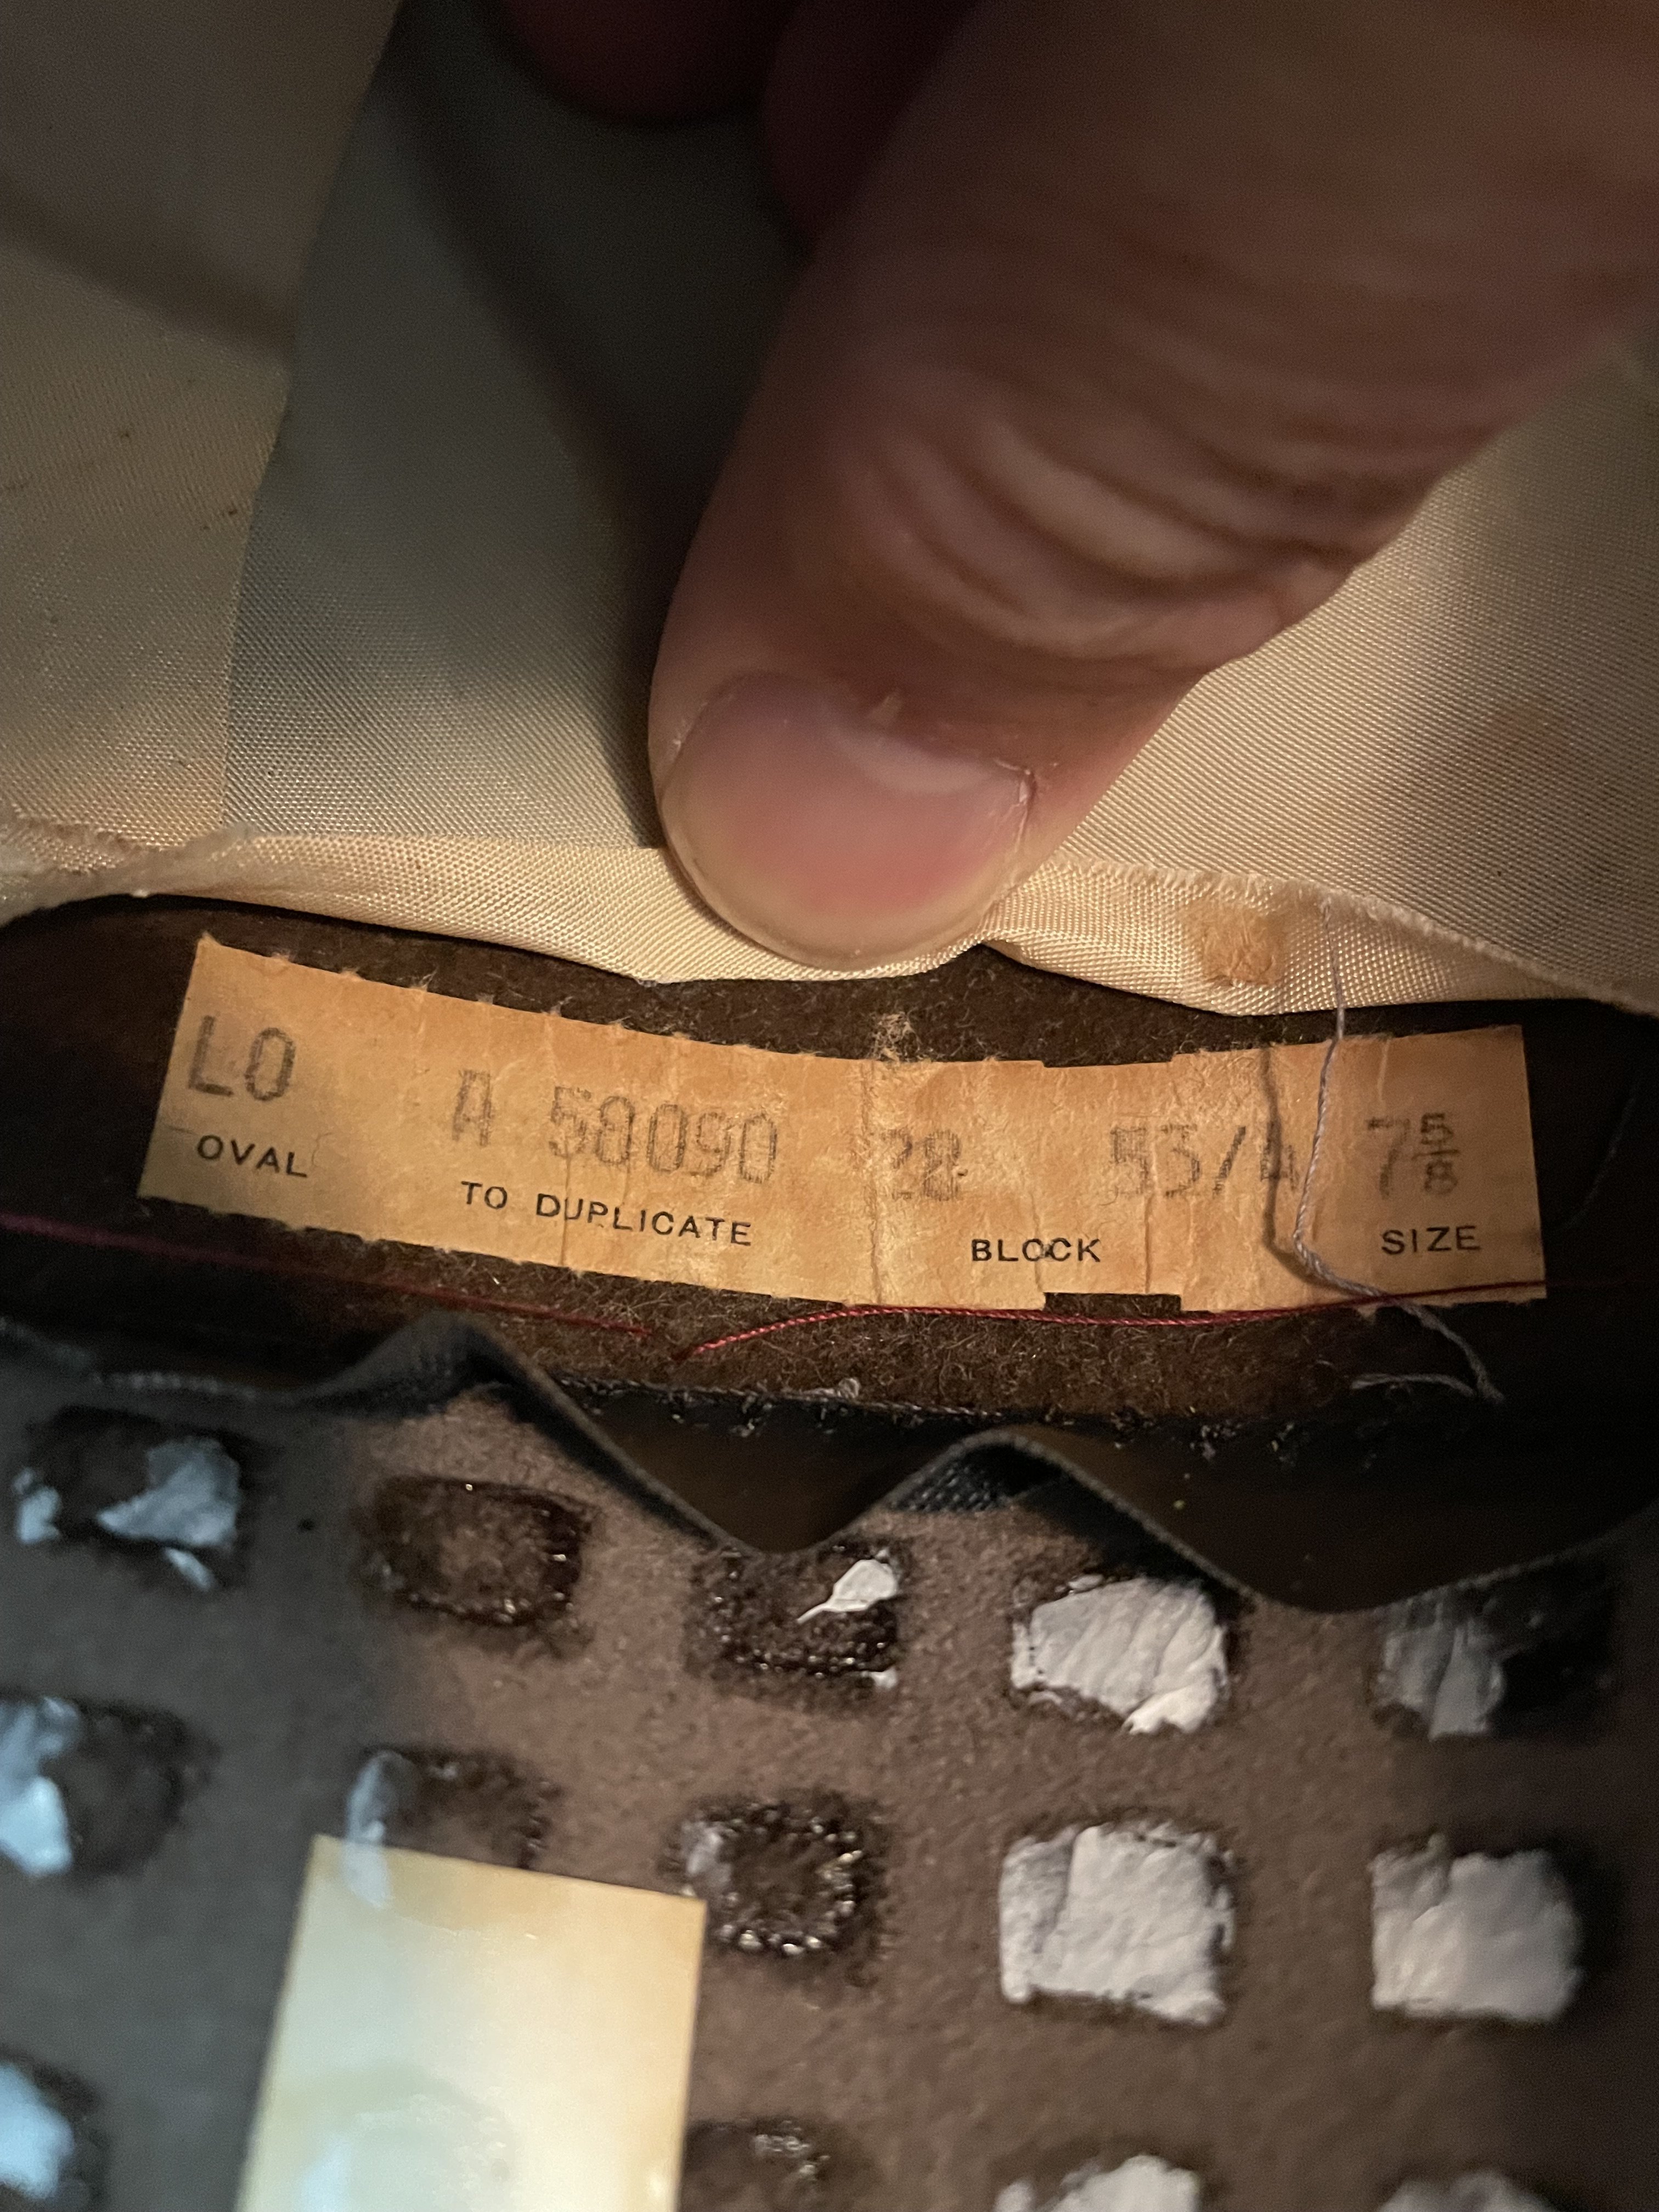 LO A 58090 28 53/4 7 5/8
OVAL TO DUPLICATE BLOCK SIZE